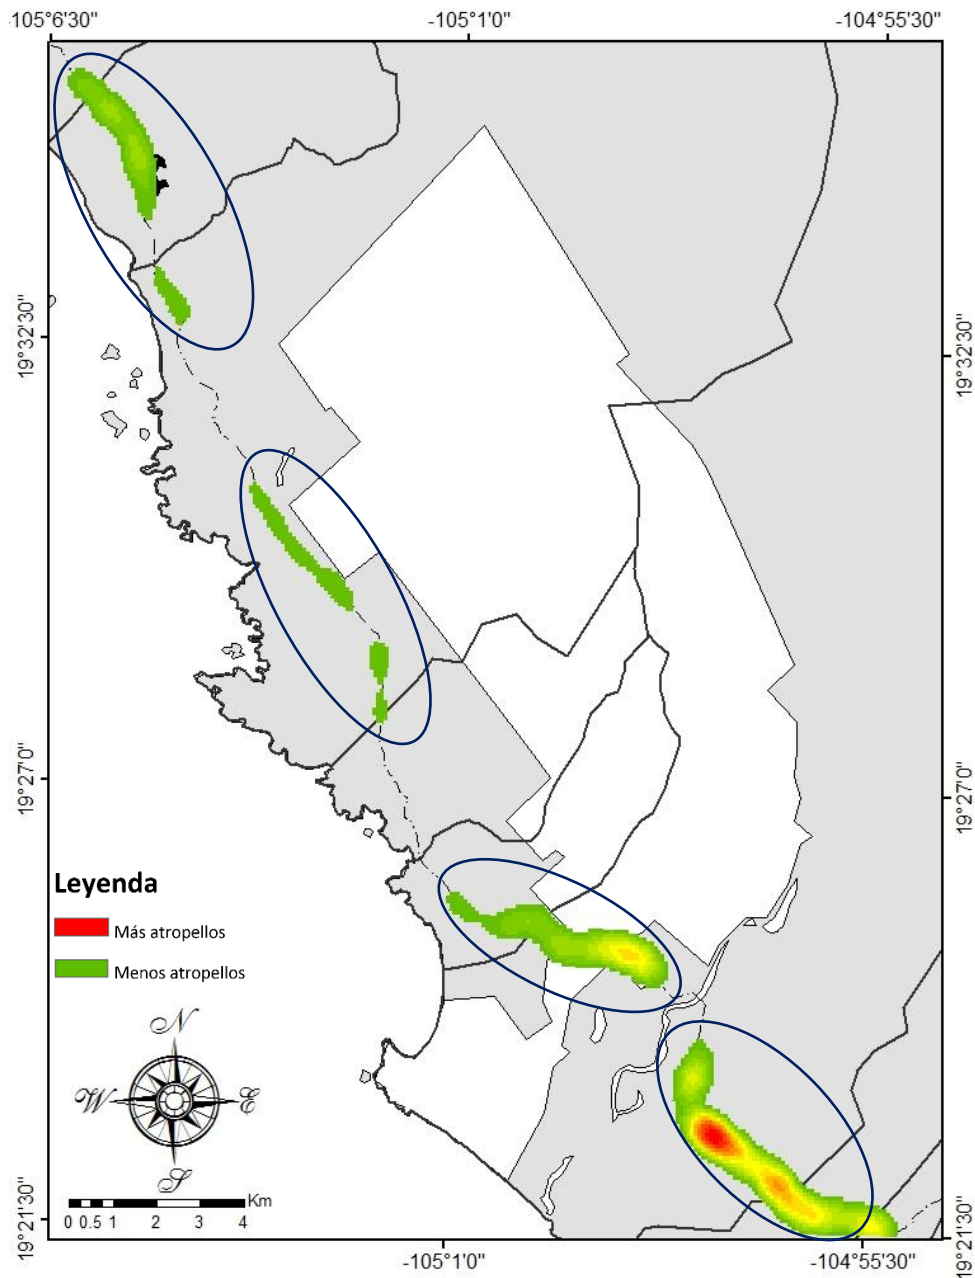 -105°6'30"
-105°1'0"
-104°55'30"
19°32'30"
19°32'30"
19°27'0"
19°27'0"
Leyenda
Más atropellos
Menos atropellos
N
W
E
S
Km
0 0.5 1 2 3 4
19°21'30"
19°21'30"
-105°1'0"
-104°55'30"